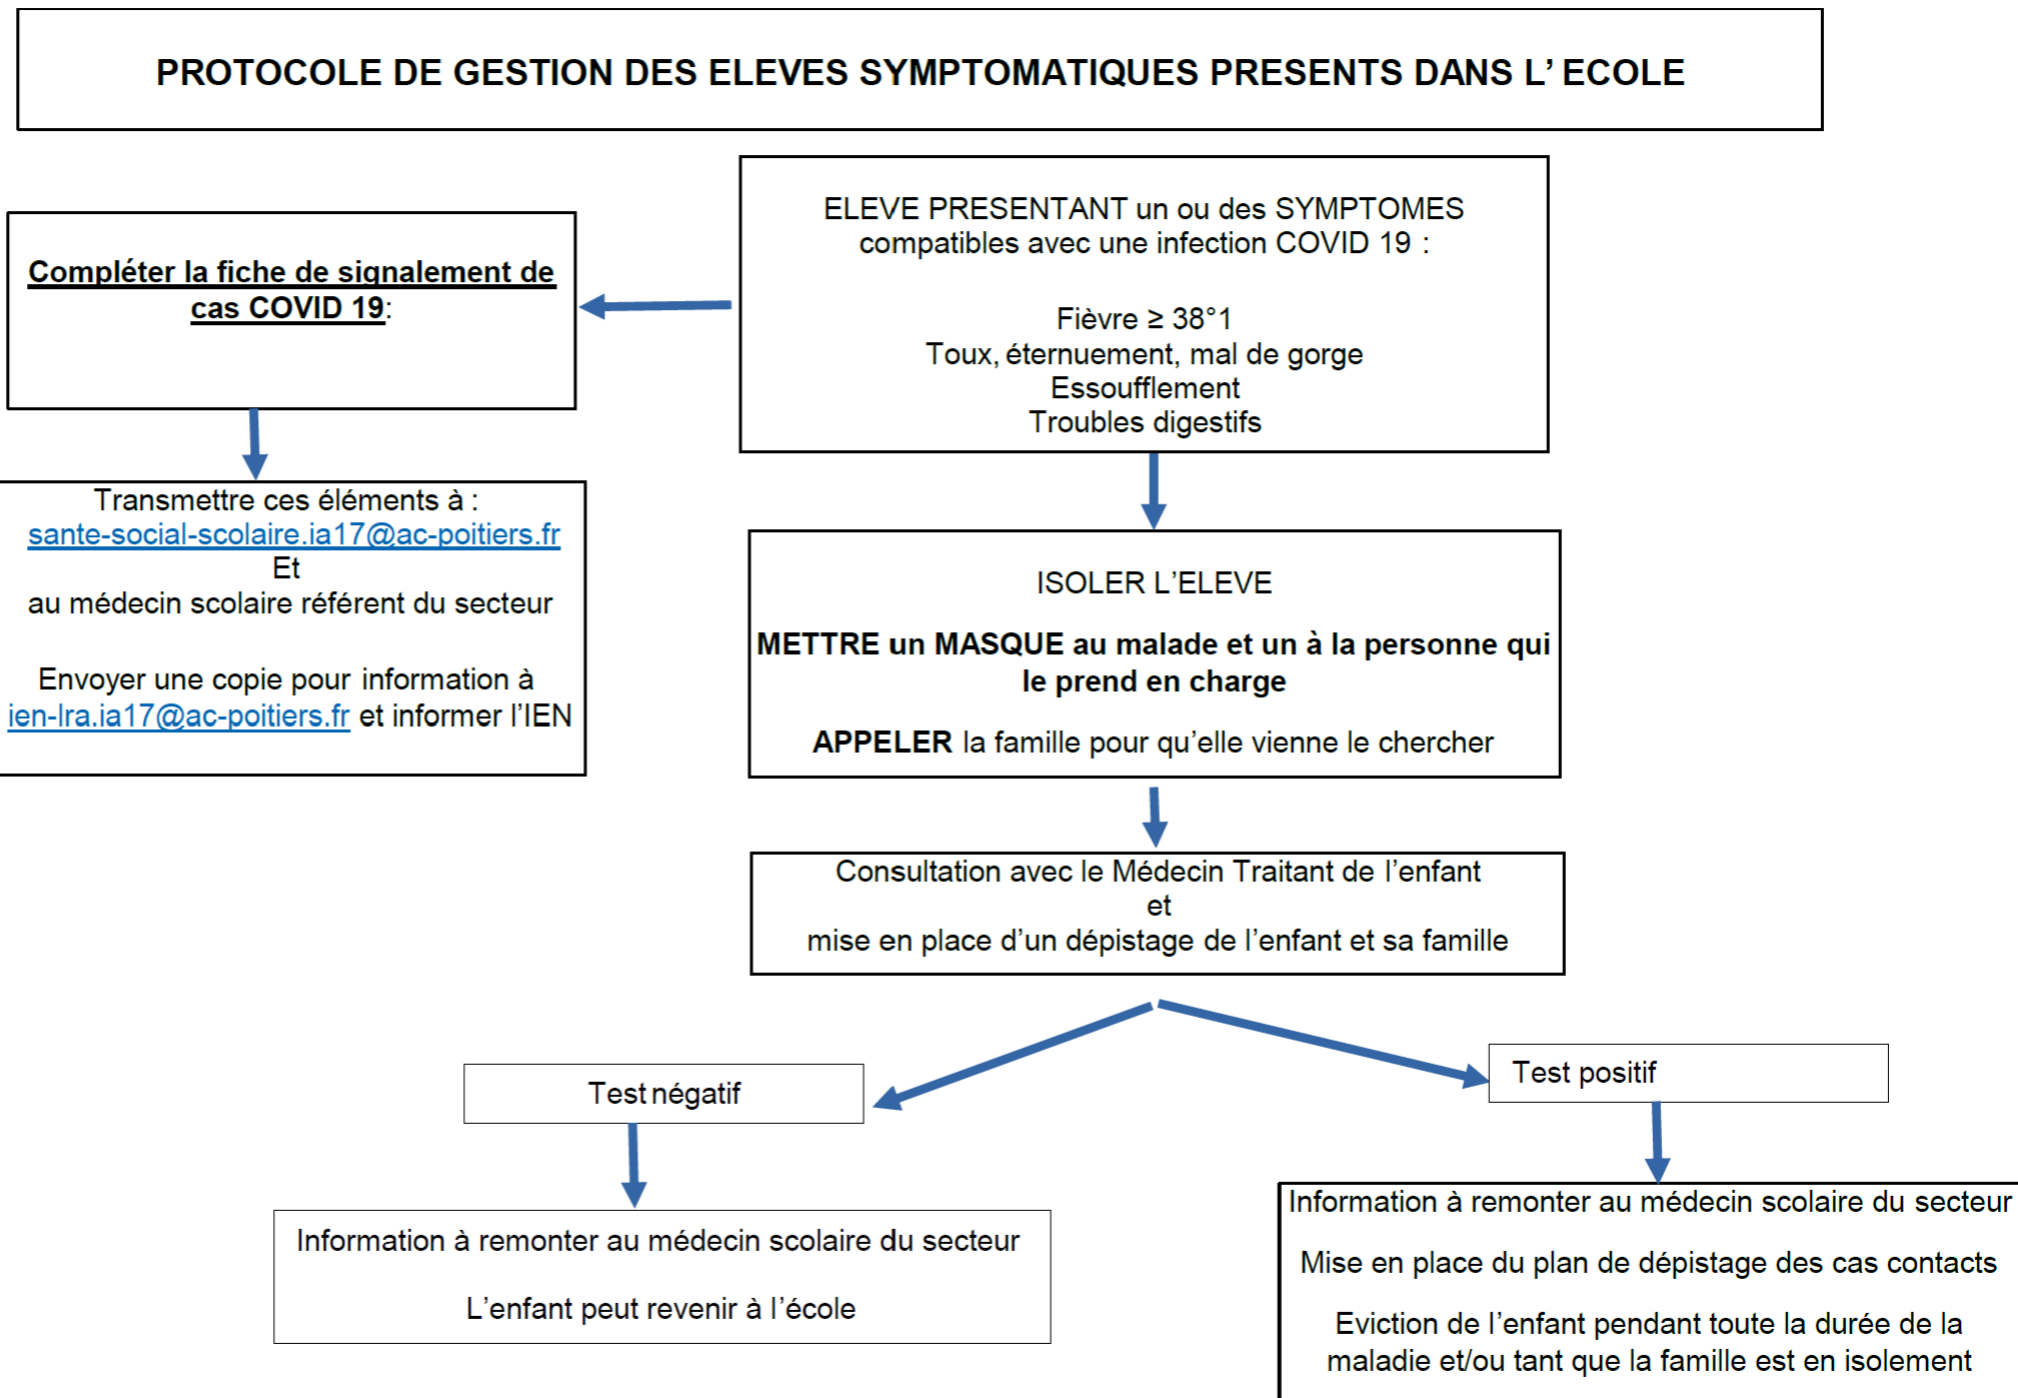 PROTOCOLE DE GESTION DES ELEVES SYMPTOMATIQUES PRESENTS DANS L' ECOLE
ELEVE PRESENTANT un ou des SYMPTOMES
compatibles avec une infection COVID 19 :
Fièvre ≥ 38°1
Toux, éternuement, mal de gorge
Essoufflement
Troubles digestifs
Compléter la fiche de signalement de
cas COVID 19:
Transmettre ces éléments à :
sante-social-scolaire.ia17@ac-poitiers.fr
Et
au médecin scolaire référent du secteur
Envoyer une copie pour information à
ien-lra.ia17@ac-poitiers.fr et informer l'IEN
ISOLER L'ELEVE
METTRE un MASQUE au malade et un à la personne qui
le prend en charge
APPELER la famille pour qu'elle vienne le chercher
Consultation avec le Médecin Traitant de l'enfant
et
mise en place d'un dépistage de l'enfant et sa famille
Test négatif
Information à remonter au médecin scolaire du secteur
L'enfant peut revenir à l'école
Test positif
Information à remonter au médecin scolaire du secteur
Mise en place du plan de dépistage des cas contacts
Eviction de l'enfant pendant toute la durée de la
maladie et/ou tant que la famille est en isolement